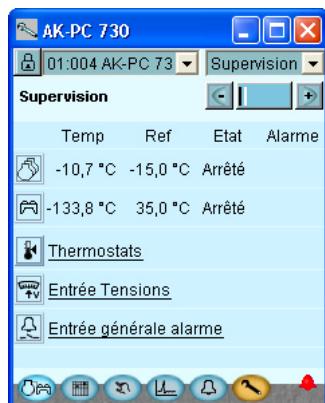 AK-PC 730
01:004 AK-PC 73 Supervision
Supervision
Temp Ref Etat Alarme
-10,7 °C -15,0 °C Arrêté
-133,8 °C 35,0 °C Arrêté
Thermostats
Entrée Tensions
Entrée générale alarme